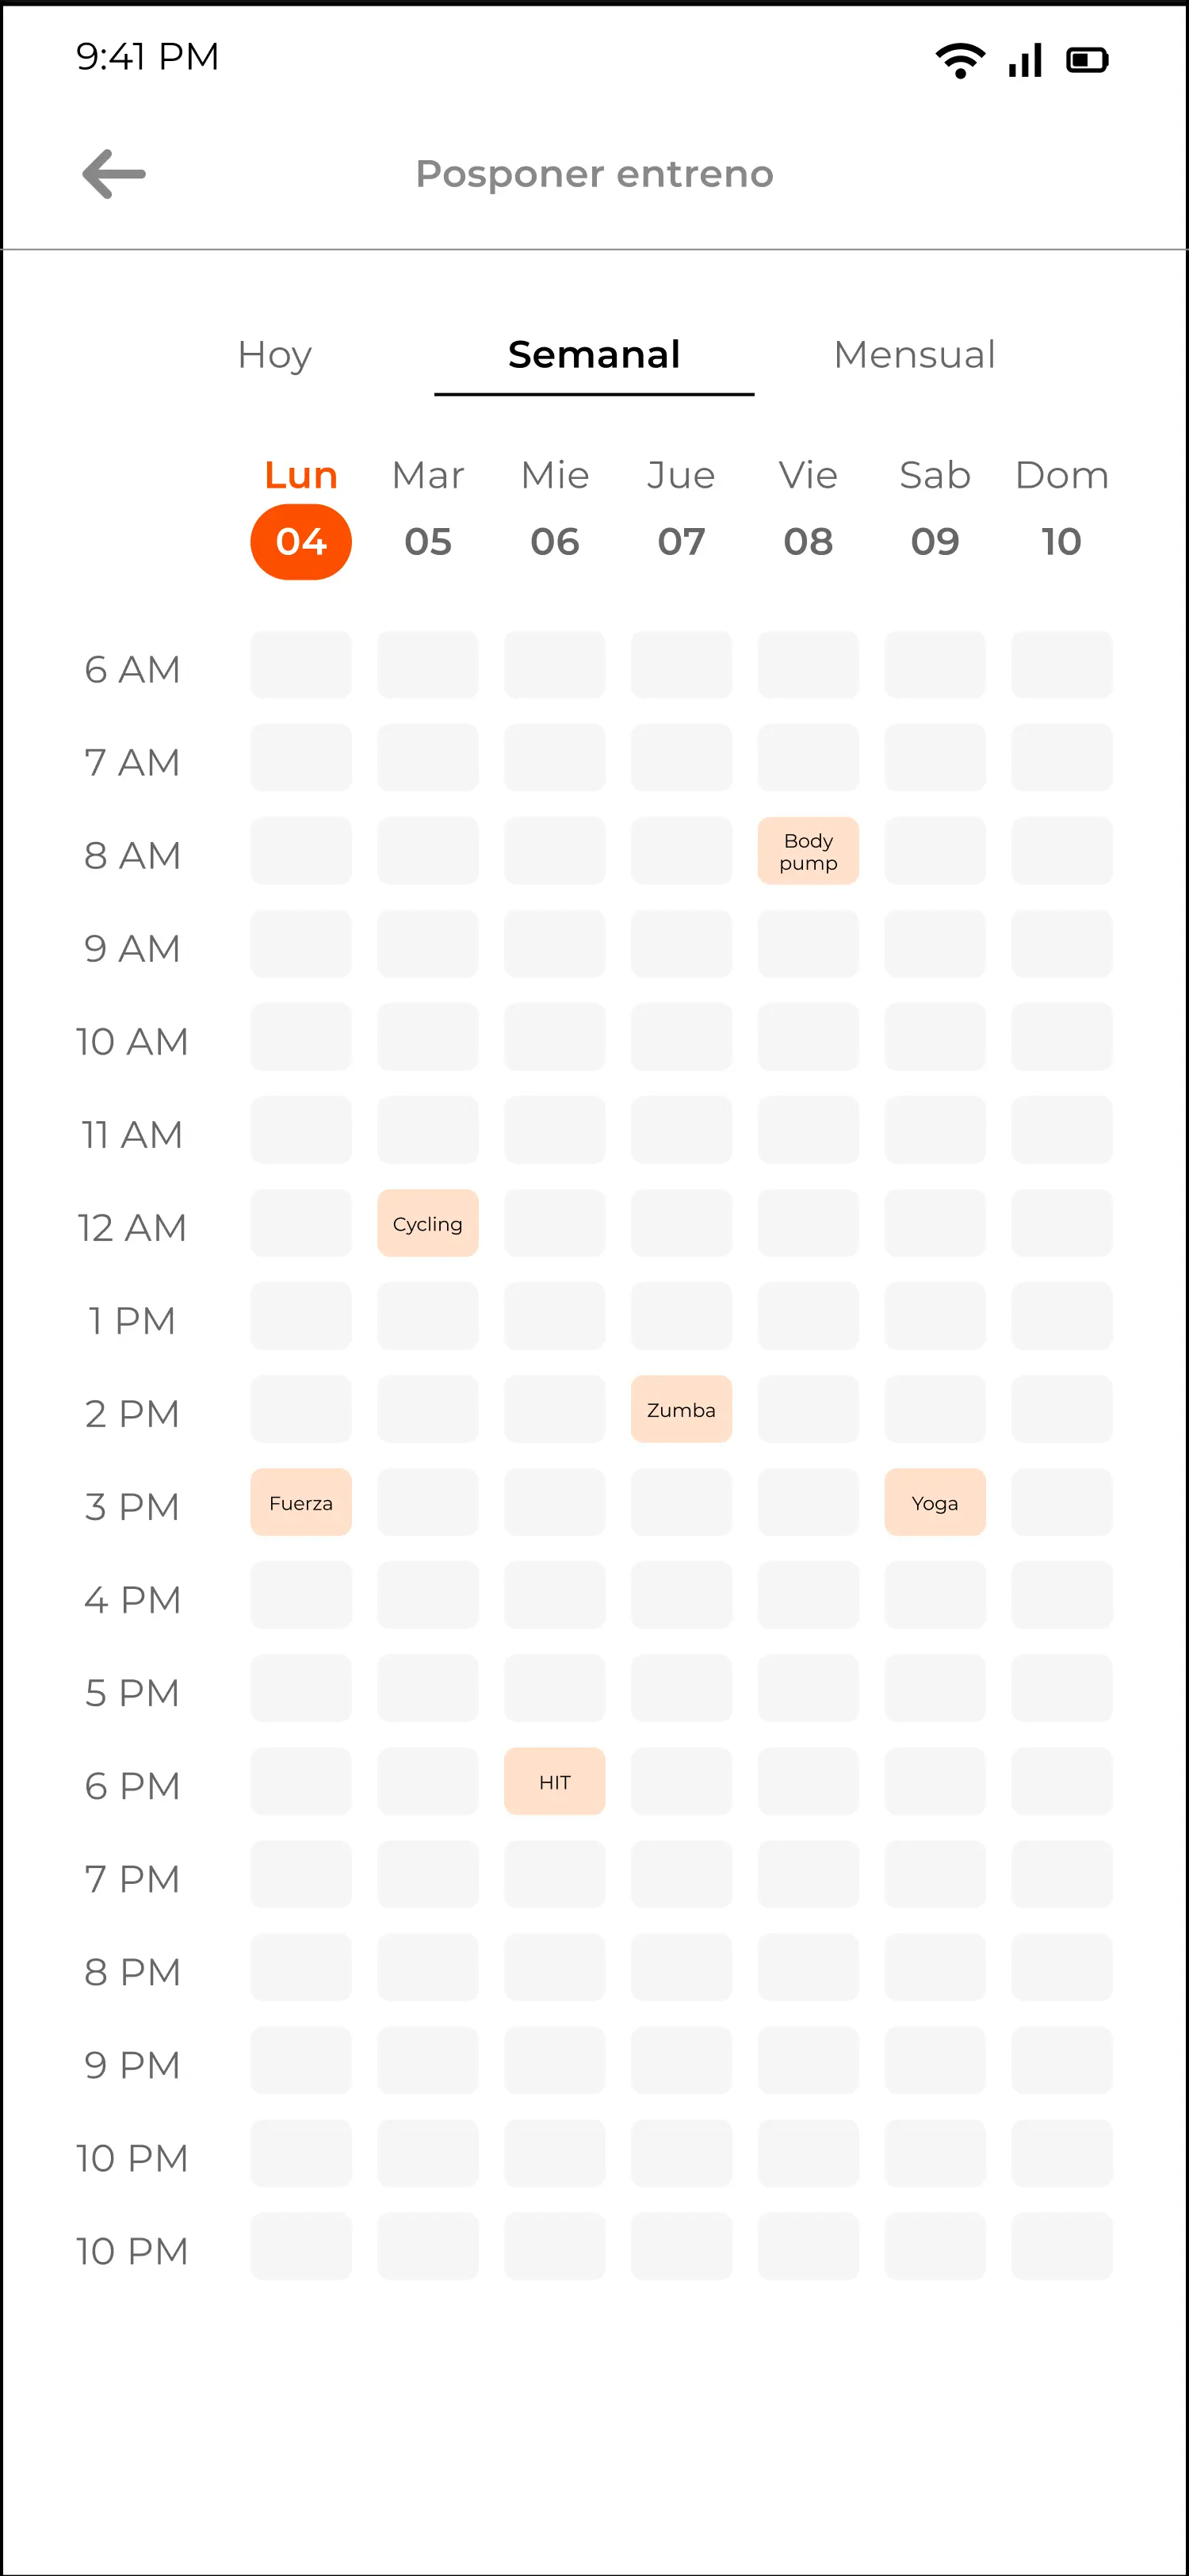 9:41 PM
Posponer entreno
Hoy Semanal Mensual
Lun Mar Mie Jue Vie Sab Dom
04 05 06 07 08 09 10
6 AM
7 AM
8 AM
Body
pump
9 AM
10 AM
11 AM
12 AM Cycling
1 PM
2 PM Zumba
3 PM Fuerza Yoga
4 PM
5 PM
6 PM HIT
7 PM
8 PM
9 PM
10 PM
10 PM